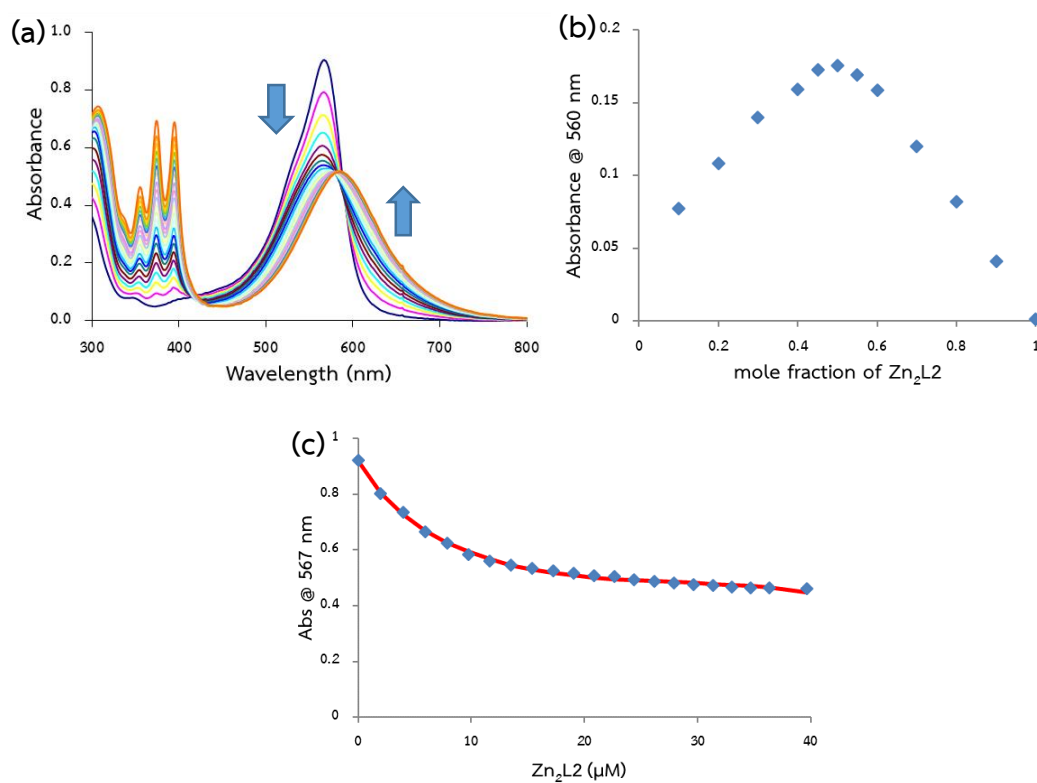 (a)
1.0
0.8
0.6
0.4
0.2
0.0
Absorbance
300 400 500 600 700 800
Wavelength (nm)
(b)
0.2
0.15
0.1
0.05
0
Absorbance @ 560 nm
0 0.2 0.4 0.6 0.8 1
mole fraction of Zn₂L2
(c)
1
0.8
0.6
0.4
0.2
0
Abs @ 567 nm
0 10 20 30 40
Zn₂L2 (µM)